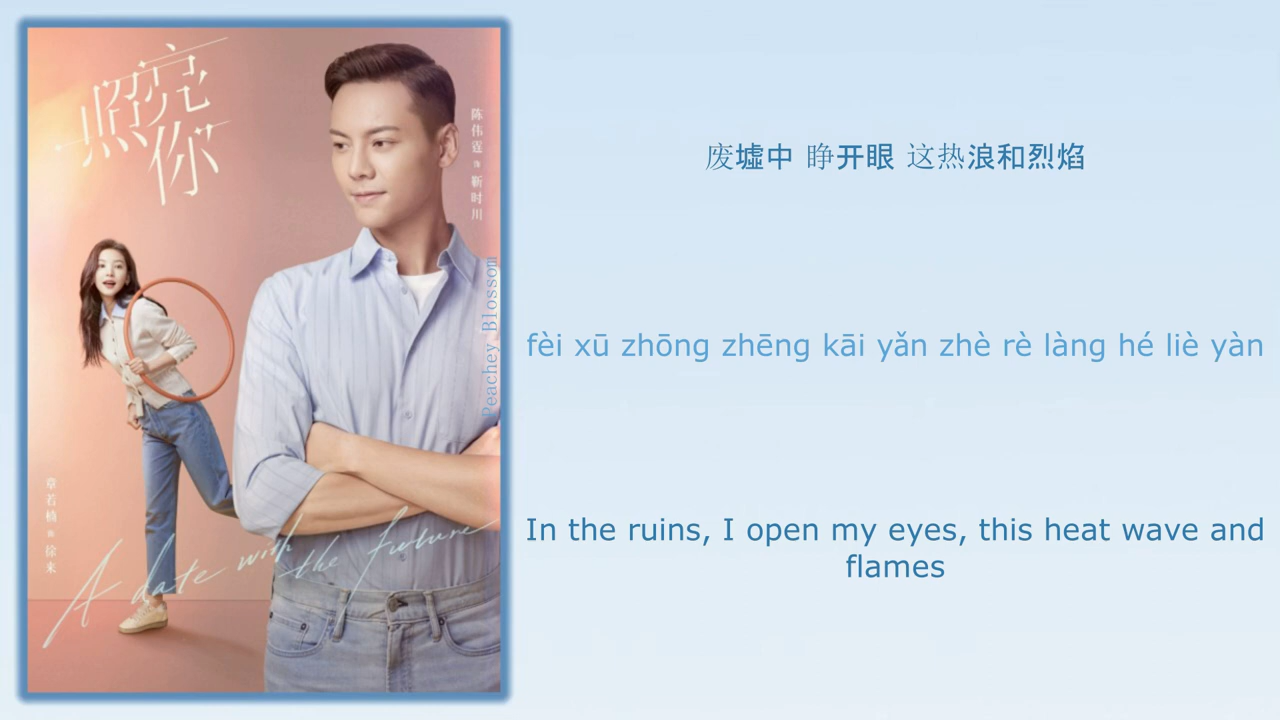 照亮你
陈伟霆 饰 靳时川
Peachey Blossom
章若楠 饰 徐来
A date with the future
废墟中 睁开眼 这热浪和烈焰
fèi xū zhōng zhēng kāi yǎn zhè rè làng hé liè yàn
In the ruins, I open my eyes, this heat wave and
flames